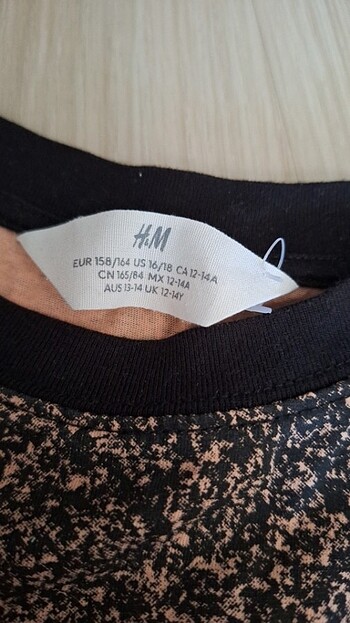 H&M
EUR 158/164 US 16/18 CA 12-14A
CN 165/84 MX 12-14A
AUS 13-14 UK 12-14Y